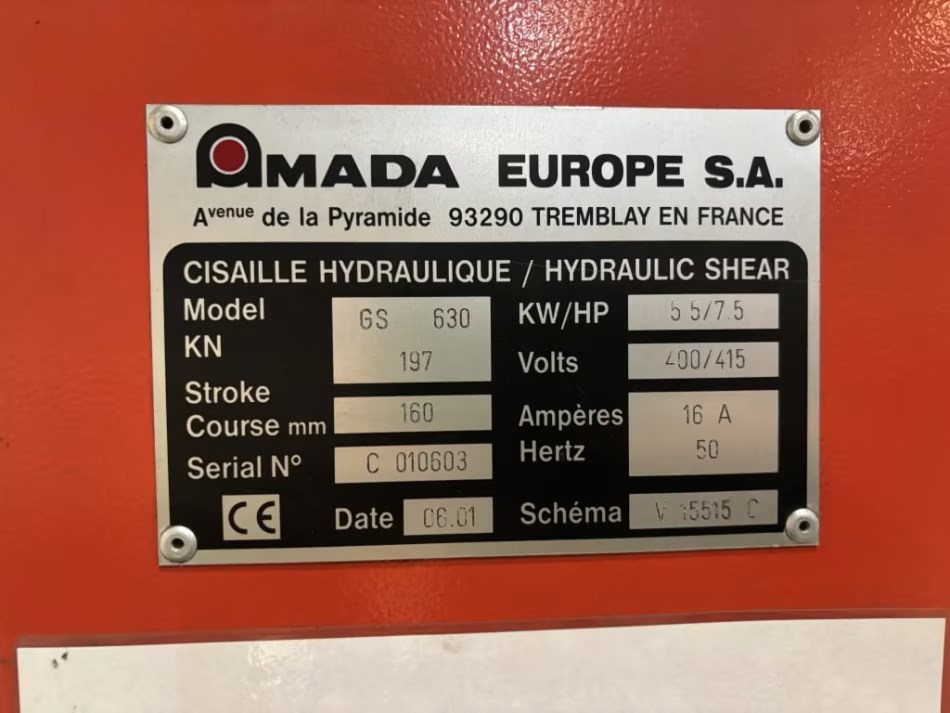 AMADA EUROPE S.A.
Avenue de la Pyramide 93290 TREMBLAY EN FRANCE
CISAILLE HYDRAULIQUE / HYDRAULIC SHEAR
Model GS 630
KN 197
Stroke
Course mm 160
Serial N° C 010603
CE Date 06.01
KW/HP 5.5/7.5
Volts 400/415
Ampères 16 A
Hertz 50
Schéma V 15515 C